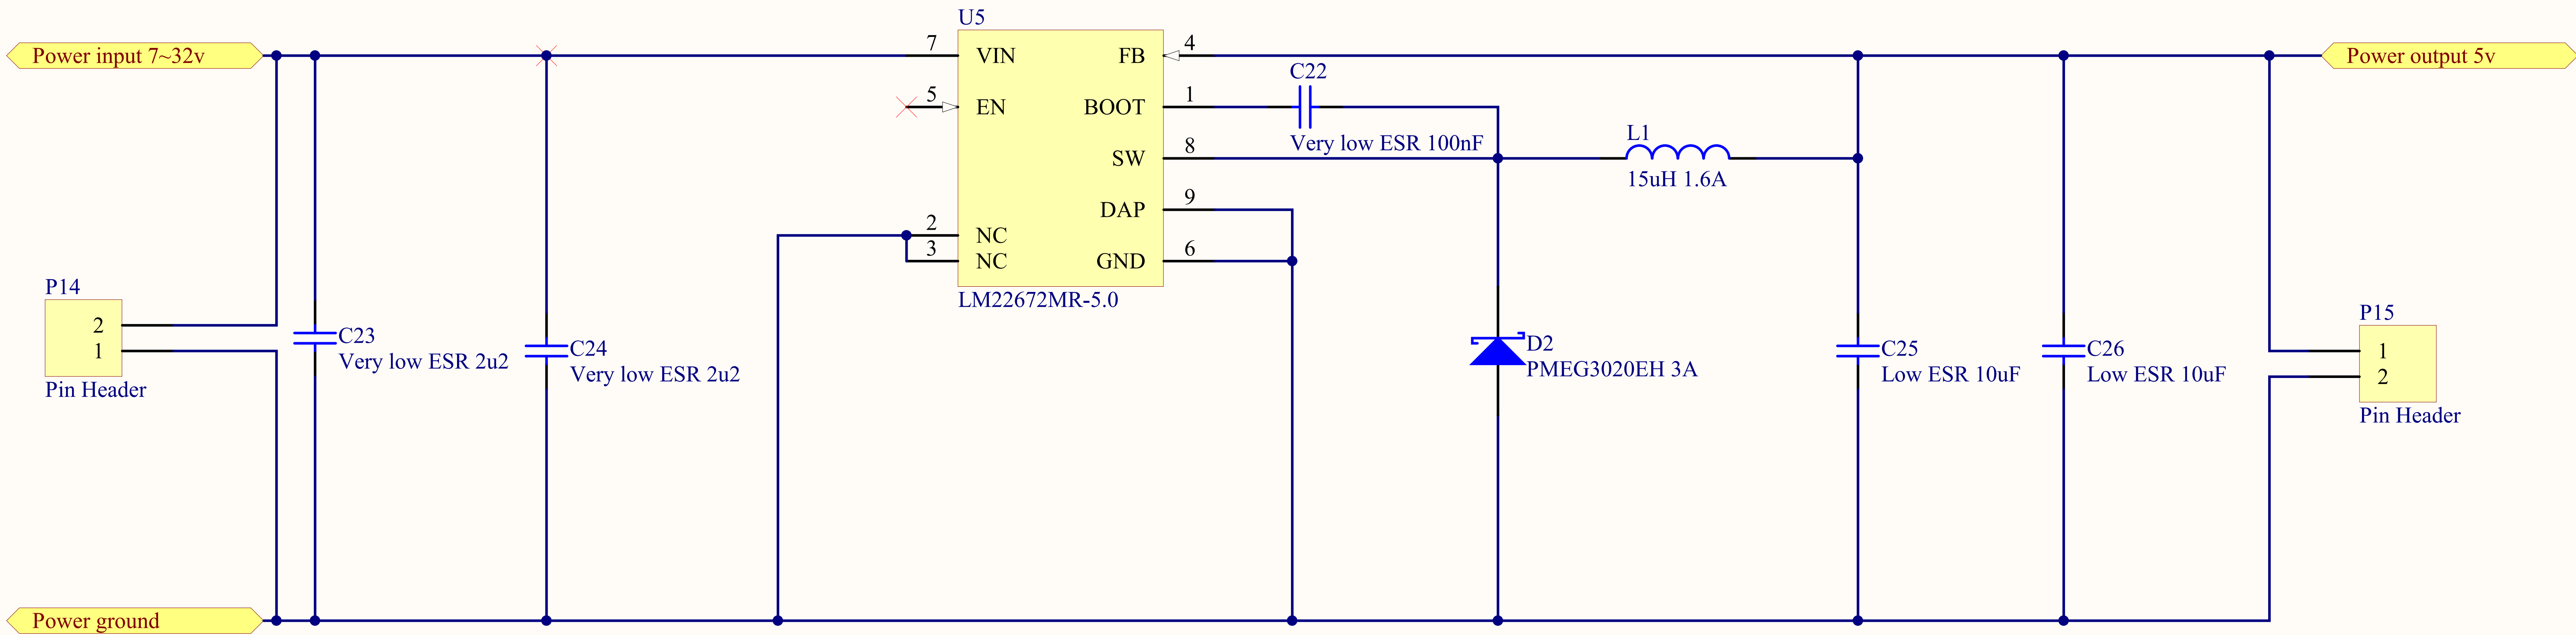 U5
Power input 7~32v
7
VIN
FB
4
Power output 5v
5
EN
BOOT
1
C22
Very low ESR 100nF
SW
8
L1
15uH 1.6A
DAP
9
2
NC
3
NC
GND
6
LM22672MR-5.0
P14
2
1
Pin Header
C23
Very low ESR 2u2
C24
Very low ESR 2u2
D2
PMEG3020EH 3A
C25
Low ESR 10uF
C26
Low ESR 10uF
P15
1
2
Pin Header
Power ground